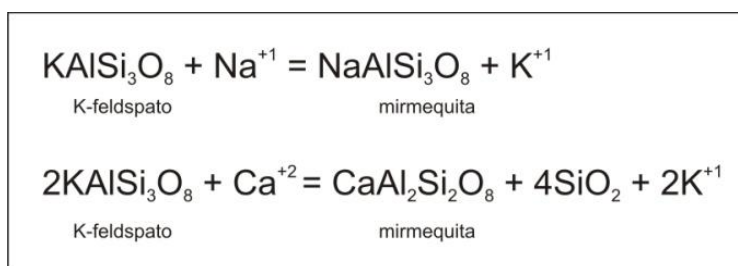 KAlSi₃O₈ + Na⁺¹ = NaAlSi₃O₈ + K⁺¹
K-feldspato mirmequita
2KAlSi₃O₈ + Ca⁺² = CaAl₂Si₂O₈ + 4SiO₂ + 2K⁺¹
K-feldspato mirmequita